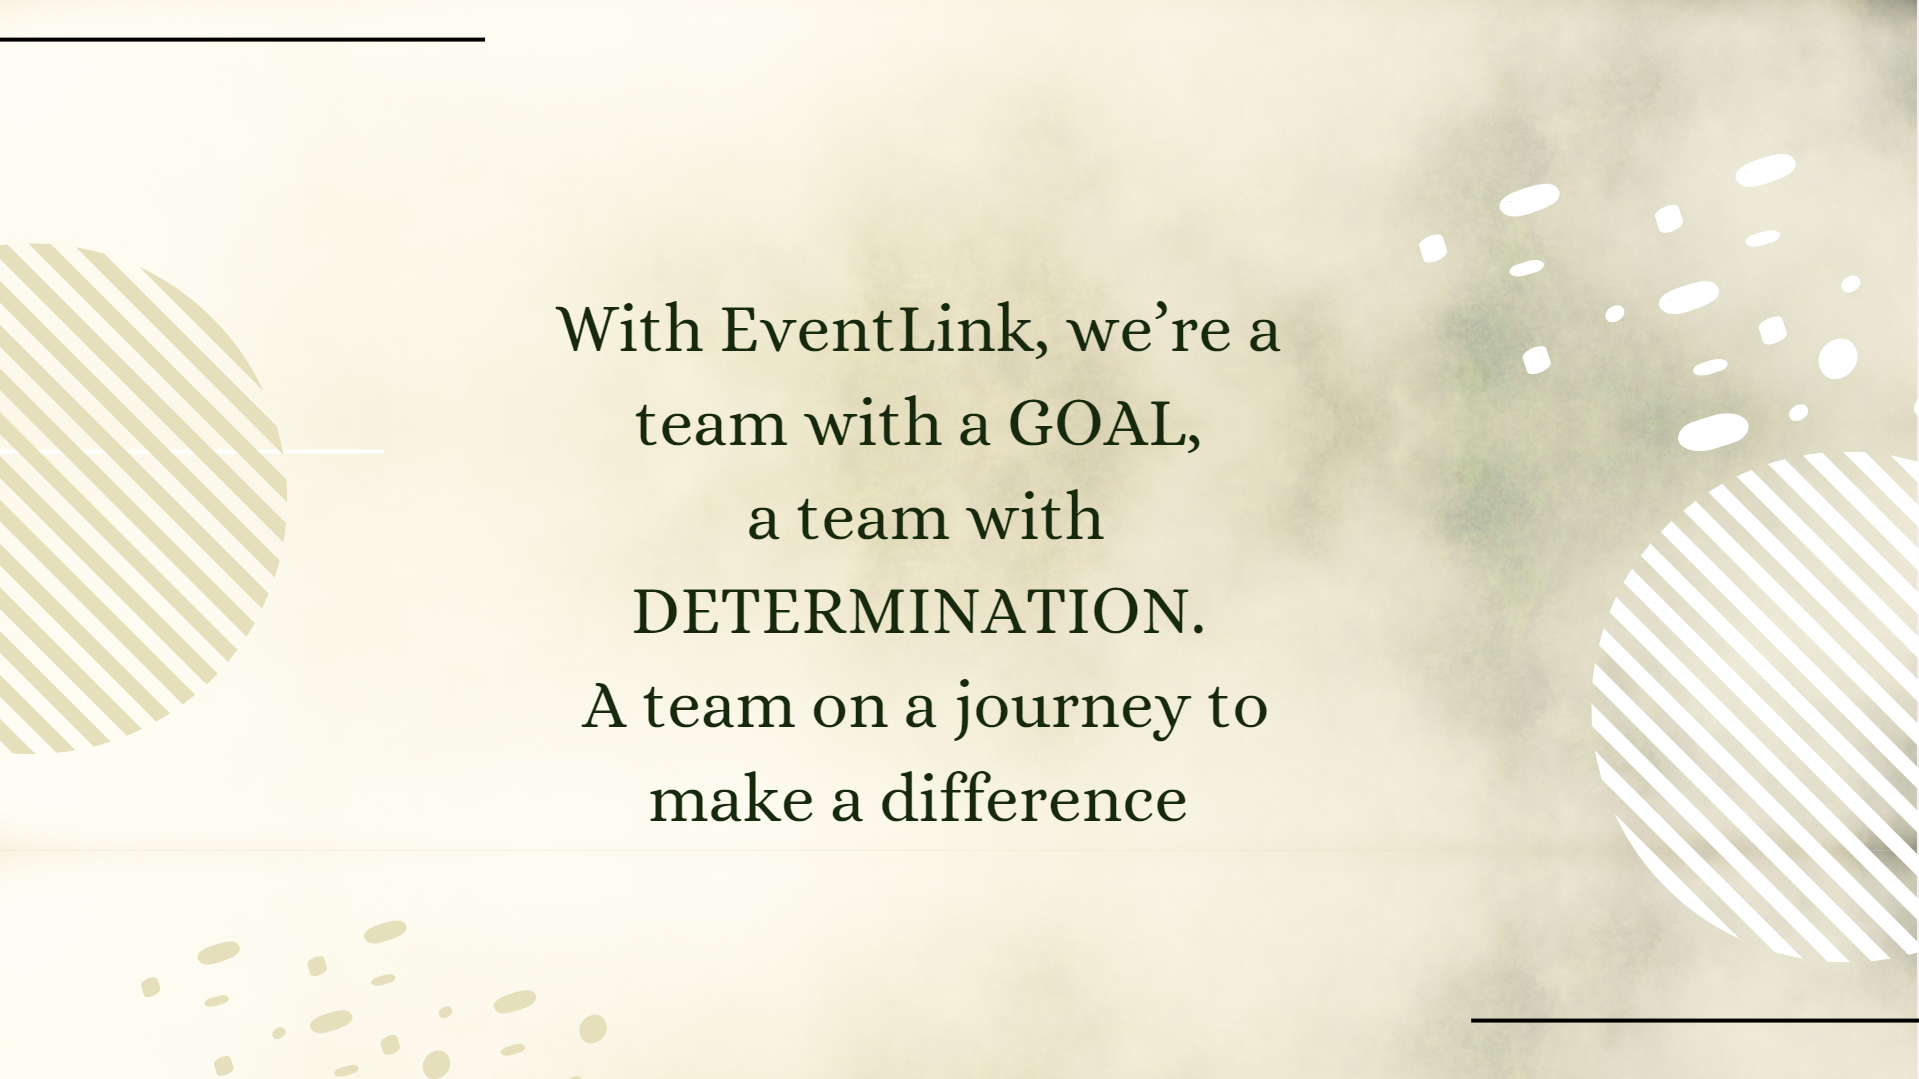 With EventLink, we’re a
team with a GOAL,
a team with
DETERMINATION.
A team on a journey to
make a difference